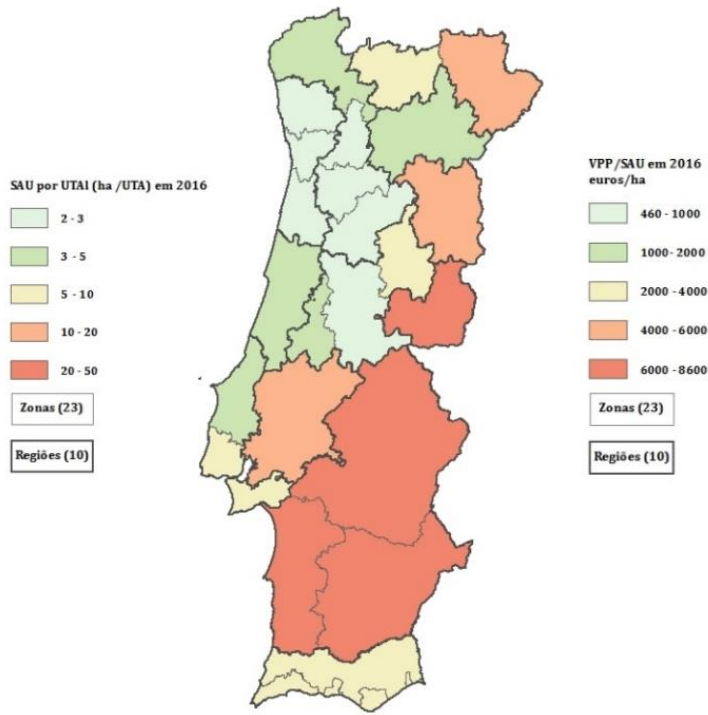 SAU por UTAl (ha /UTA) em 2016
2 - 3
3 - 5
5 - 10
10 - 20
20 - 50
Zonas (23)
Regiões (10)
VPP/SAU em 2016
euros/ha
460 - 1000
1000- 2000
2000 - 4000
4000 - 6000
6000 - 8600
Zonas (23)
Regiões (10)